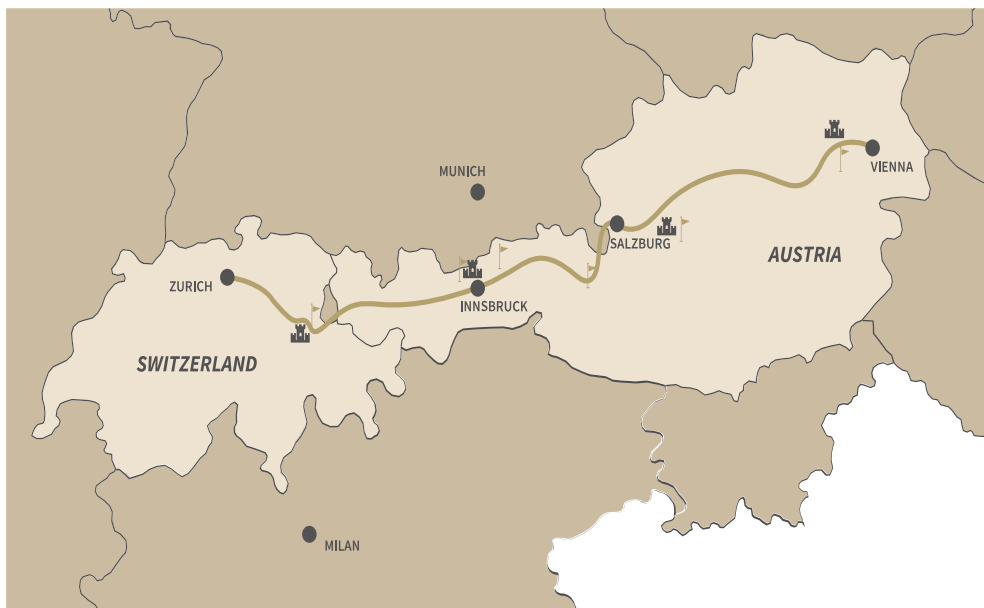 MUNICH
VIENNA
SALZBURG
AUSTRIA
ZURICH
INNSBRUCK
SWITZERLAND
MILAN